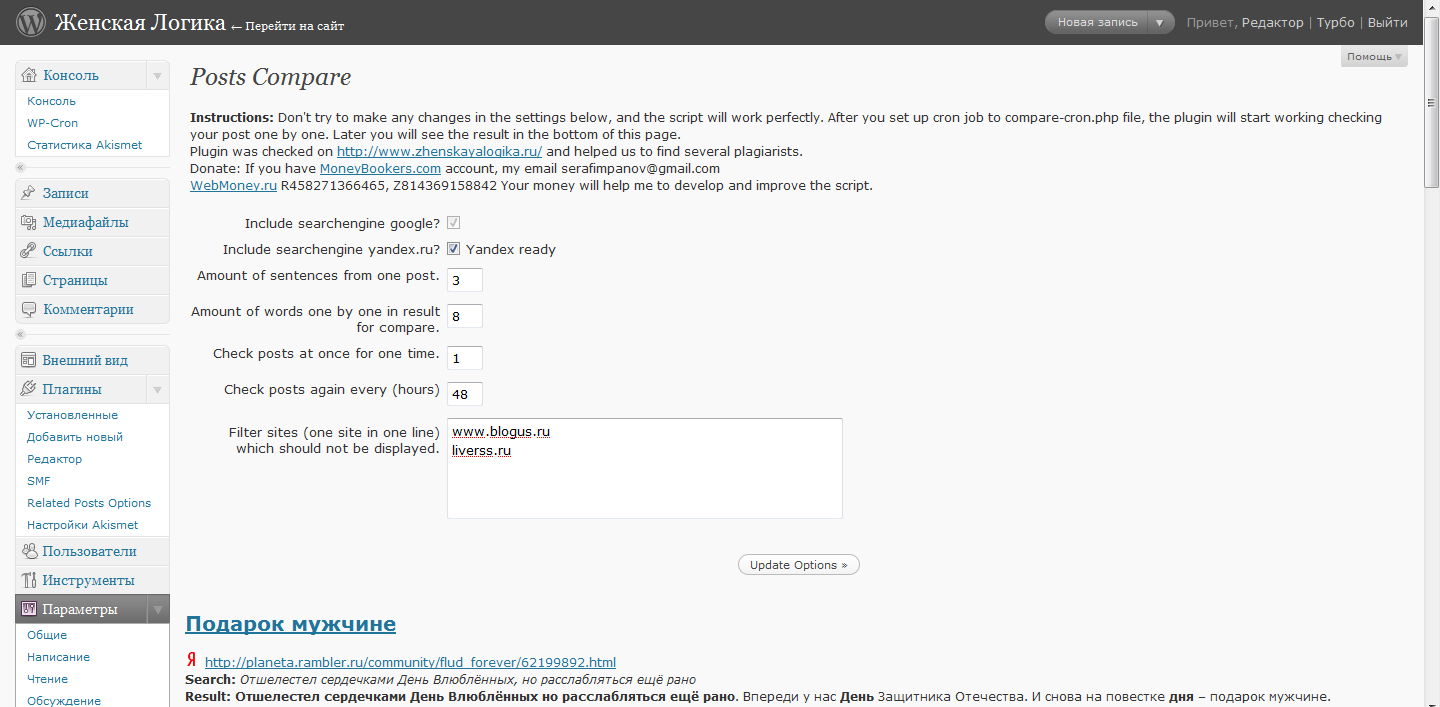 Женская Логика ← Перейти на сайт
Новая запись
Привет, Редактор | Турбо | Выйти
Помощь
Консоль
Консоль
WP-Cron
Статистика Akismet
Записи
Медиафайлы
Ссылки
Страницы
Комментарии
Внешний вид
Плагины
Установленные
Добавить новый
Редактор
SMF
Related Posts Options
Настройки Akismet
Пользователи
Инструменты
Параметры
Общие
Написание
Чтение
Обсуждение
Posts Compare
Instructions: Don't try to make any changes in the settings below, and the script will work perfectly. After you set up cron job to compare-cron.php file, the plugin will start working checking
your post one by one. Later you will see the result in the bottom of this page.
Plugin was checked on http://www.zhenskayalogika.ru/ and helped us to find several plagiarists.
Donate: If you have MoneyBookers.com account, my email serafimpanov@gmail.com
WebMoney.ru R458271366465, Z814369158842 Your money will help me to develop and improve the script.
Include searchengine google?
Include searchengine yandex.ru? Yandex ready
Amount of sentences from one post. 3
Amount of words one by one in result
for compare. 8
Check posts at once for one time. 1
Check posts again every (hours) 48
Filter sites (one site in one line)
which should not be displayed.
www.blogus.ru
liverss.ru
Update Options »
Подарок мужчине
Я http://planeta.rambler.ru/community/flud_forever/62199892.html
Search: Отшелестел сердечками День Влюблённых, но расслабляться ещё рано
Result: Отшелестел сердечками День Влюблённых но расслабляться ещё рано. Впереди у нас День Защитника Отечества. И снова на повестке дня – подарок мужчине.